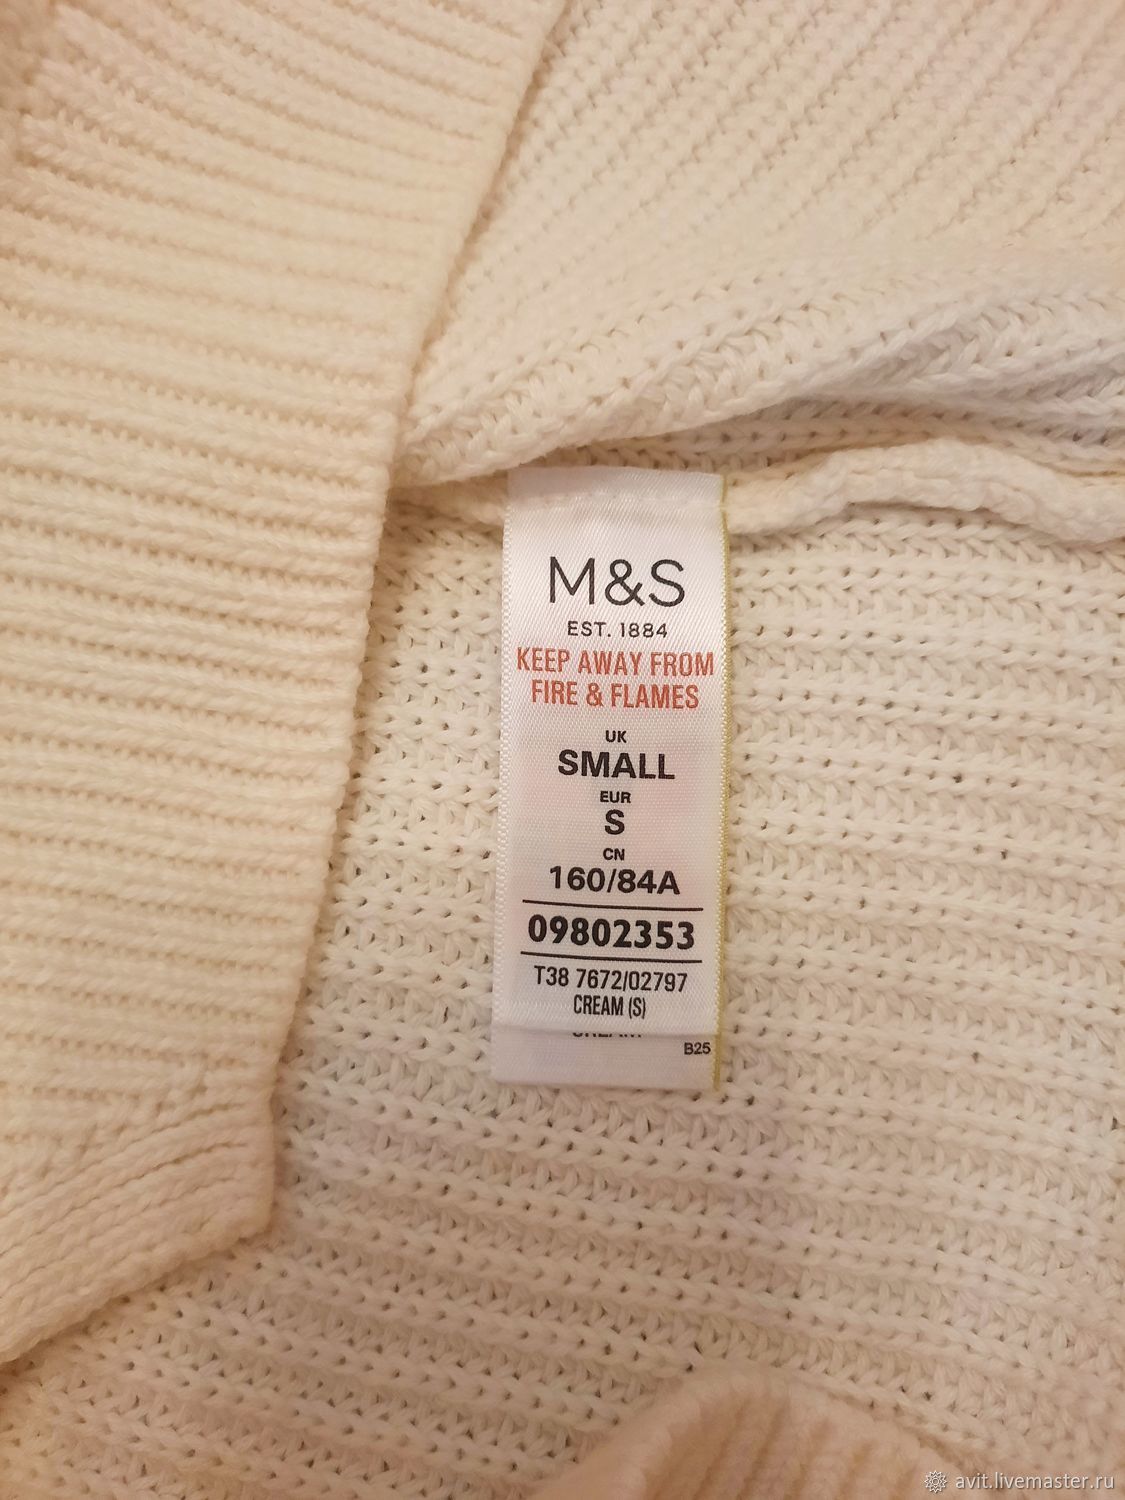 M&S
EST. 1884
KEEP AWAY FROM
FIRE & FLAMES
UK
SMALL
EUR
S
CN
160/84A
09802353
T38 7672/02797
CREAM (S)
B25
avit.livemaster.ru